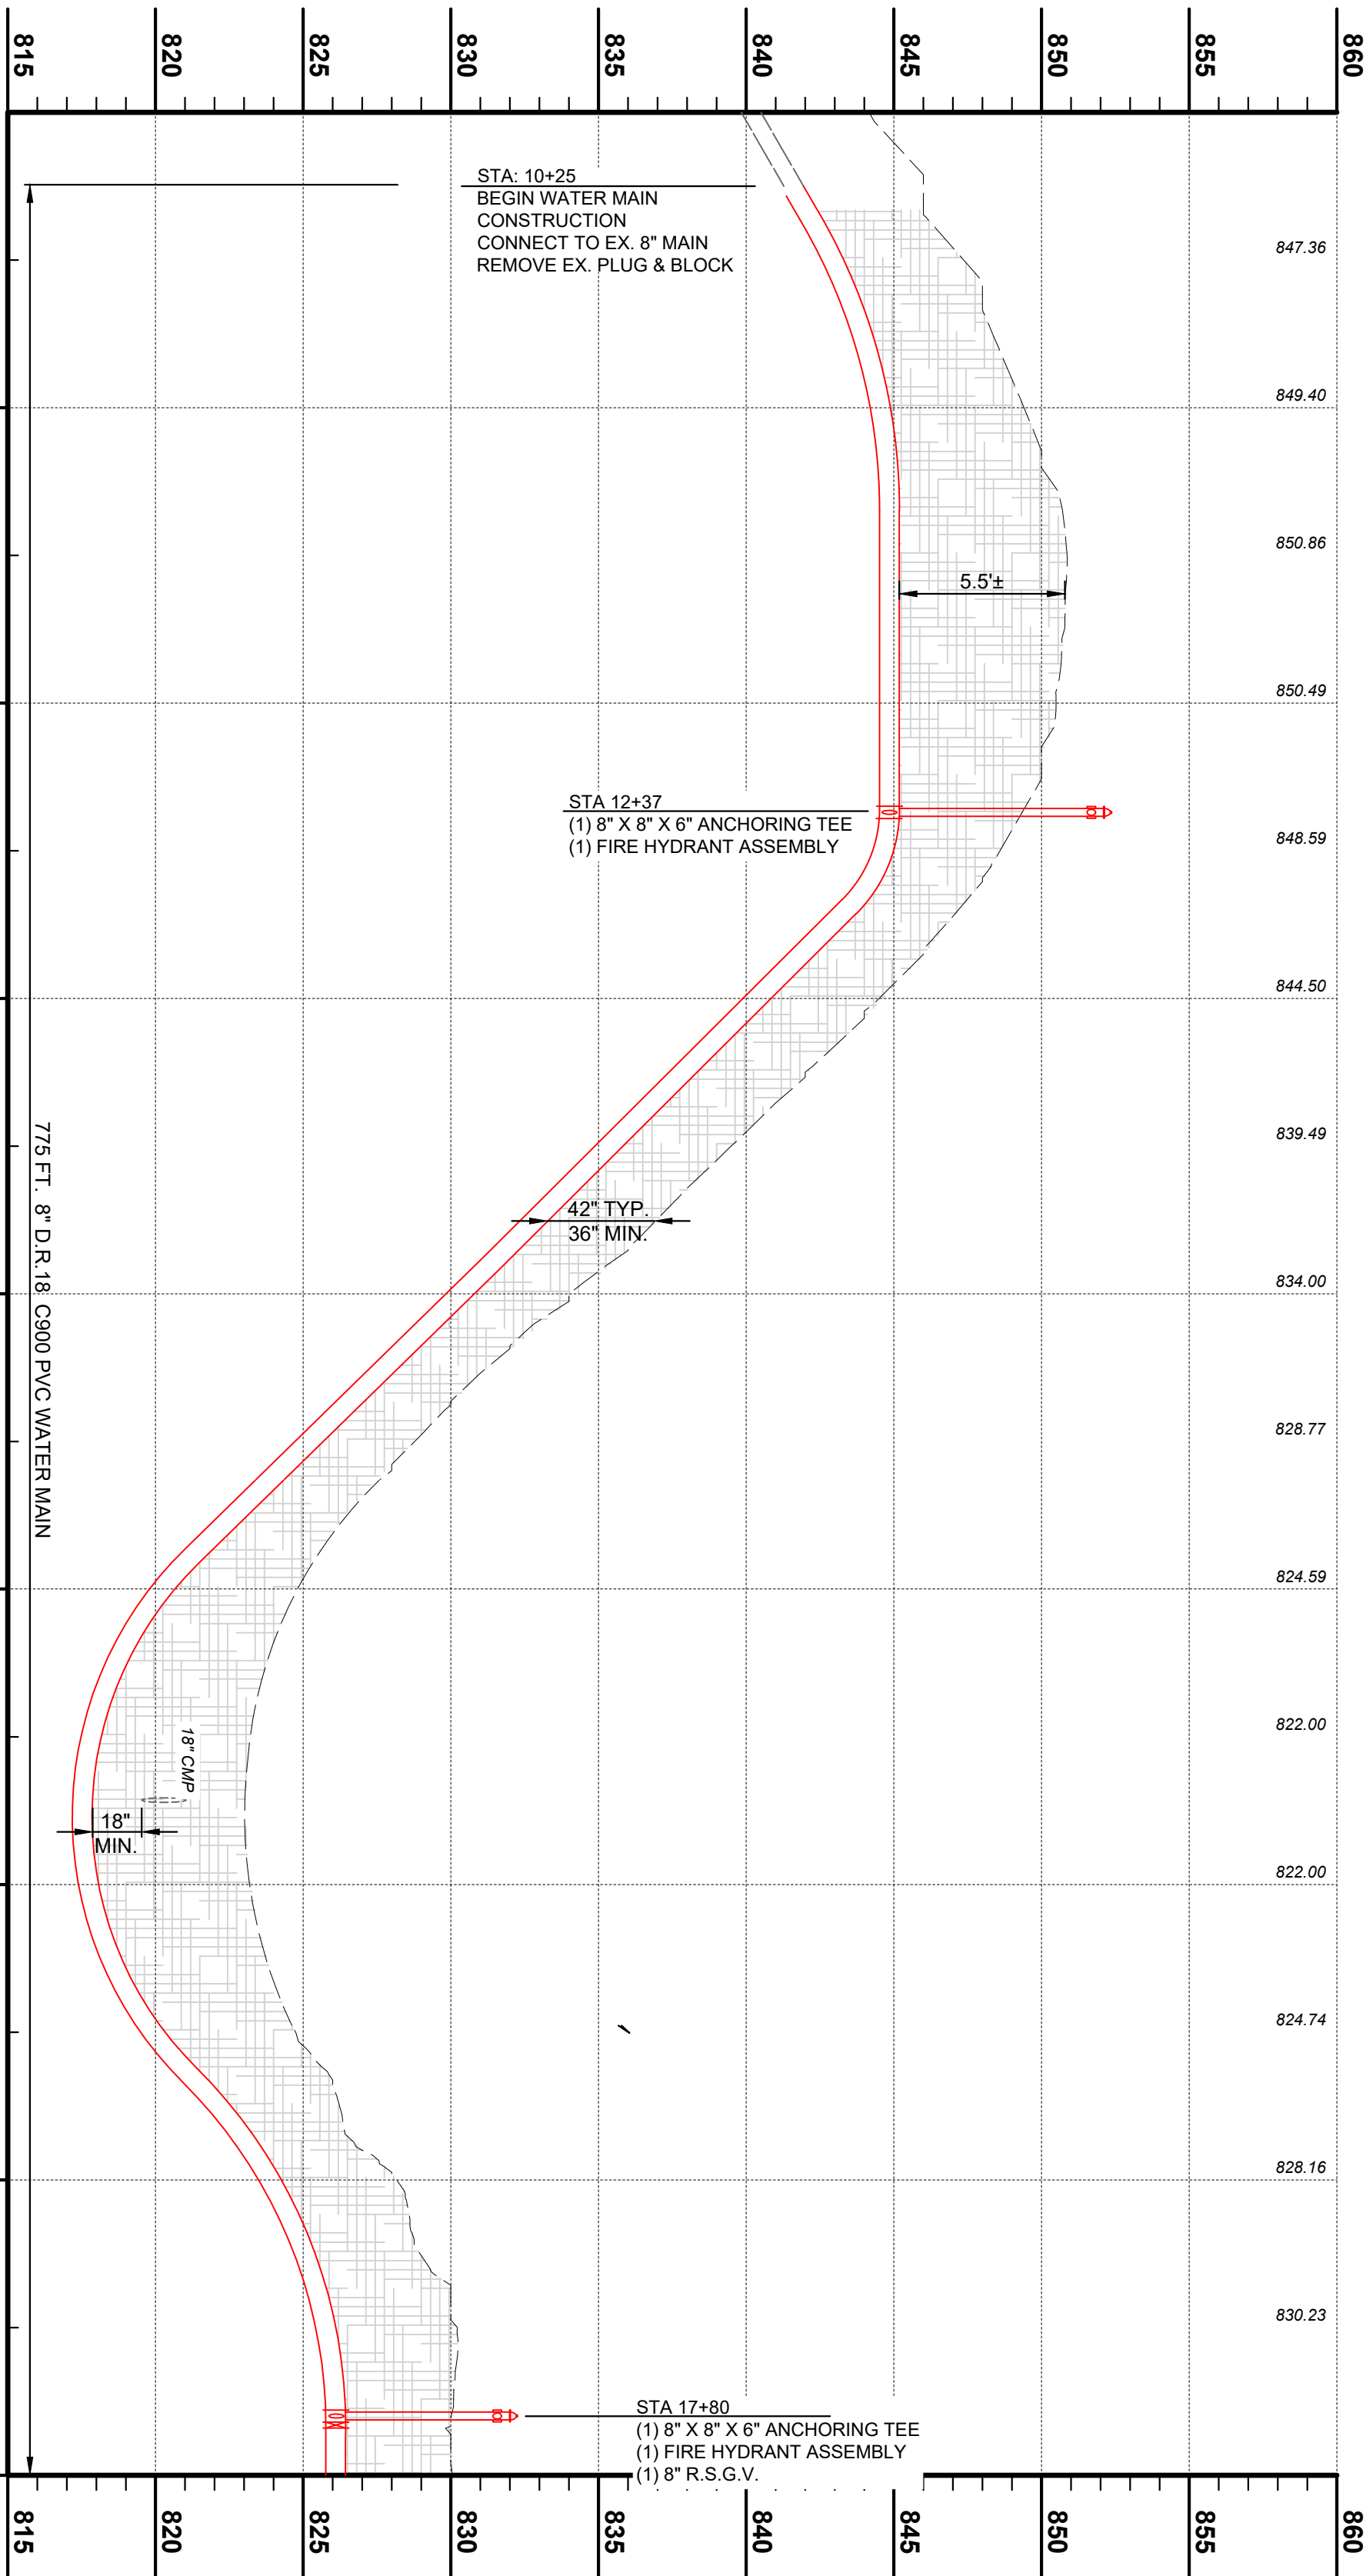 815
820
825
830
835
840
845
850
855
860
STA: 10+25
BEGIN WATER MAIN
CONSTRUCTION
CONNECT TO EX. 8" MAIN
REMOVE EX. PLUG & BLOCK
847.36
849.40
850.86
5.5'±
850.49
STA 12+37
(1) 8" X 8" X 6" ANCHORING TEE
(1) FIRE HYDRANT ASSEMBLY
848.59
844.50
839.49
775 FT. 8" D.R.18 C900 PVC WATER MAIN
42" TYP.
36" MIN.
834.00
828.77
824.59
822.00
18" CMP
18"
MIN.
822.00
824.74
828.16
830.23
STA 17+80
(1) 8" X 8" X 6" ANCHORING TEE
(1) FIRE HYDRANT ASSEMBLY
(1) 8" R.S.G.V.
815
820
825
830
835
840
845
850
855
860